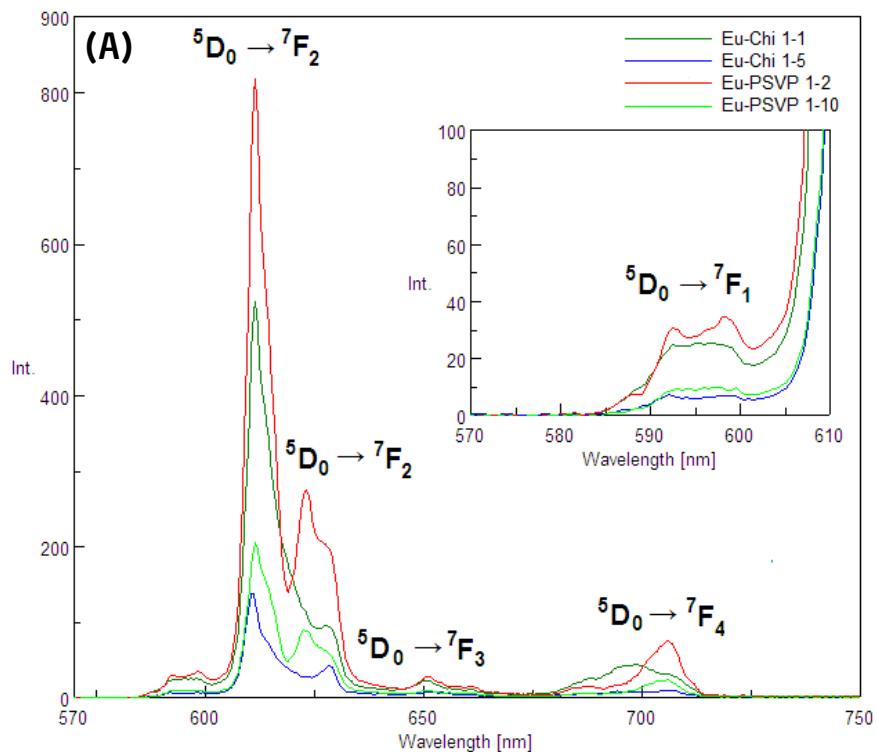 (A)
⁵D₀ → ⁷F₂
Eu-Chi 1-1
Eu-Chi 1-5
Eu-PSVP 1-2
Eu-PSVP 1-10
900
800
600
400
200
0
Int.
570
600
650
700
750
Wavelength [nm]
100
80
60
40
20
0
Int.
⁵D₀ → ⁷F₁
570
580
590
600
610
Wavelength [nm]
⁵D₀ → ⁷F₂
⁵D₀ → ⁷F₃
⁵D₀ → ⁷F₄